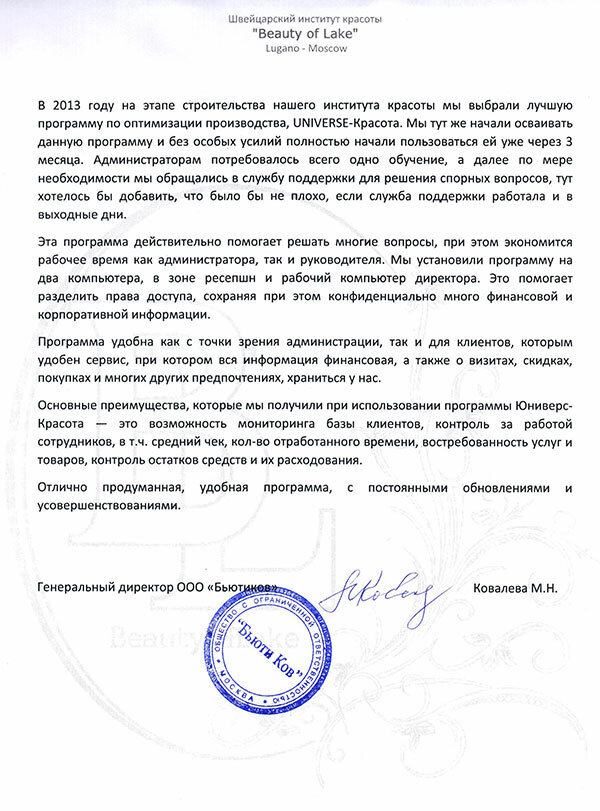 Швейцарский институт красоты
"Beauty of Lake"
Lugano - Moscow
В 2013 году на этапе строительства нашего института красоты мы выбрали лучшую
программу по оптимизации производства, UNIVERSE-Красота. Мы тут же начали осваивать
данную программу и без особых усилий полностью начали пользоваться ей уже через 3
месяца. Администраторам потребовалось всего одно обучение, а далее по мере
необходимости мы обращались в службу поддержки для решения спорных вопросов, тут
хотелось бы добавить, что было бы не плохо, если служба поддержки работала и в
выходные дни.
Эта программа действительно помогает решать многие вопросы, при этом экономится
рабочее время как администратора, так и руководителя. Мы установили программу на
два компьютера, в зоне ресепшн и рабочий компьютер директора. Это помогает
разделить права доступа, сохраняя при этом конфиденциально много финансовой и
корпоративной информации.
Программа удобна как с точки зрения администрации, так и для клиентов, которым
удобен сервис, при котором вся информация финансовая, а также о визитах, скидках,
покупках и многих других предпочтениях, храниться у нас.
Основные преимущества, которые мы получили при использовании программы Юниверс-
Красота — это возможность мониторинга базы клиентов, контроль за работой
сотрудников, в т.ч. средний чек, кол-во отработанного времени, востребованность услуг и
товаров, контроль остатков средств и их расходования.
Отлично продуманная, удобная программа, с постоянными обновлениями и
усовершенствованиями.
Генеральный директор ООО «Бьютиков» Ковалева М.Н.
ОБЩЕСТВО С ОГРАНИЧЕННОЙ ОТВЕТСТВЕННОСТЬЮ
"Бьюти Ков"
* МОСКВА *
BL
Beauty of Lake